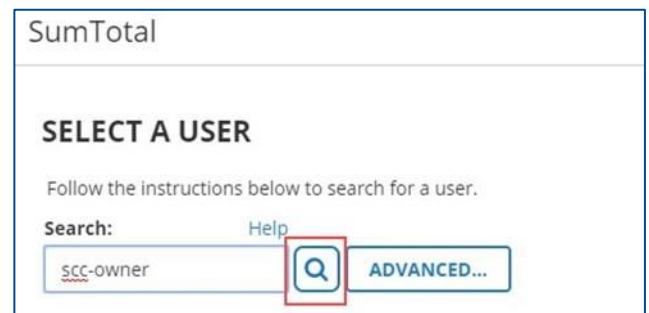 SumTotal
SELECT A USER
Follow the instructions below to search for a user.
Search: Help
scc-owner ADVANCED...